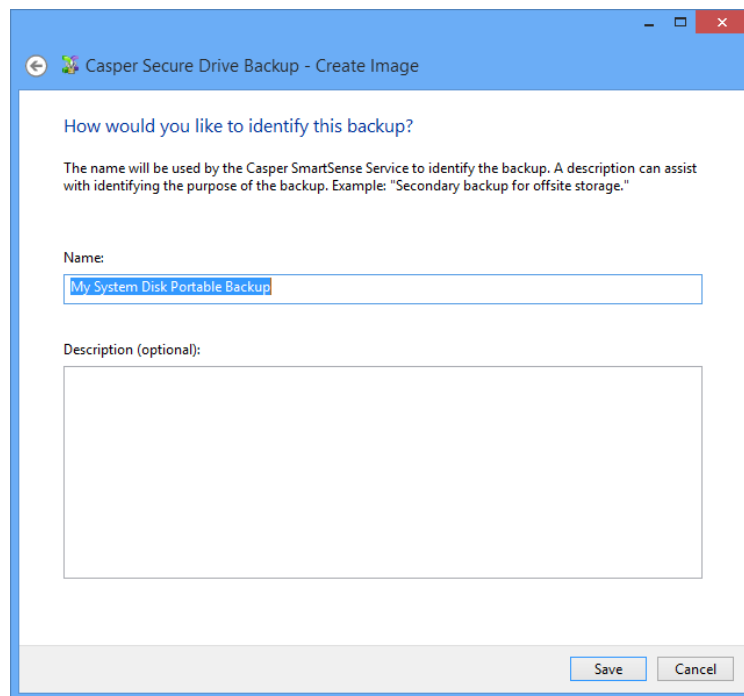 Casper Secure Drive Backup - Create Image
How would you like to identify this backup?
The name will be used by the Casper SmartSense Service to identify the backup. A description can assist
with identifying the purpose of the backup. Example: "Secondary backup for offsite storage."
Name:
My System Disk Portable Backup
Description (optional):
Save Cancel